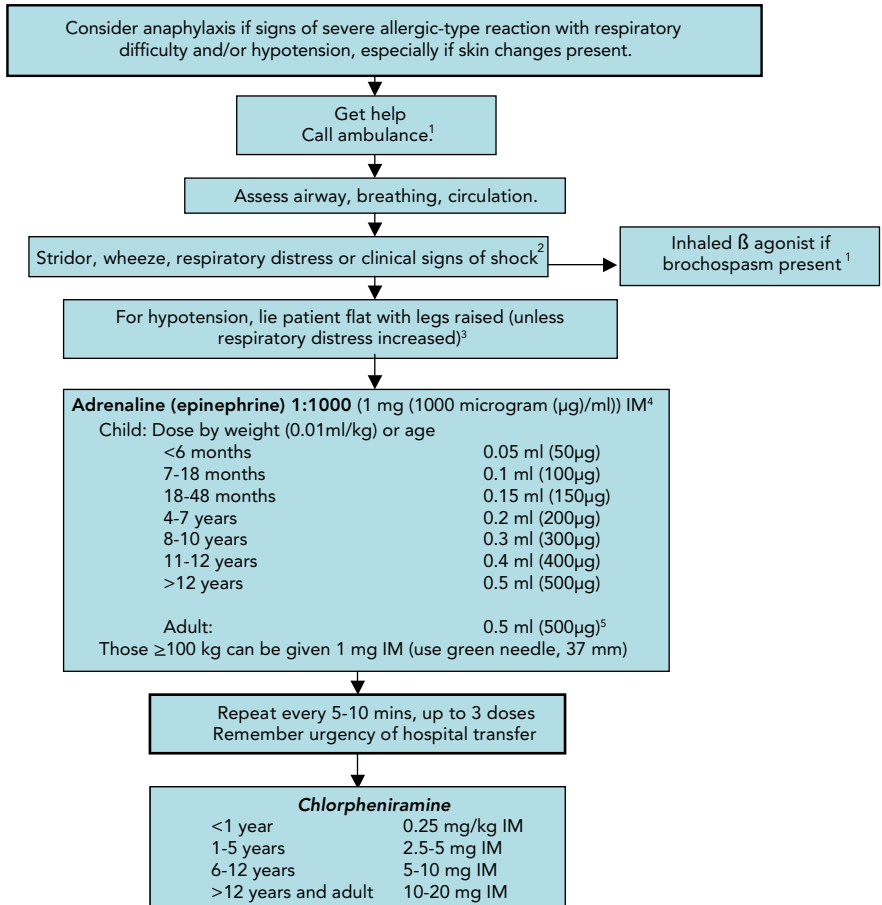 Consider anaphylaxis if signs of severe allergic-type reaction with respiratory
difficulty and/or hypotension, especially if skin changes present.
Get help
Call ambulance.1
Assess airway, breathing, circulation.
Stridor, wheeze, respiratory distress or clinical signs of shock2
Inhaled ß agonist if
brochospasm present 1
For hypotension, lie patient flat with legs raised (unless
respiratory distress increased)3
Adrenaline (epinephrine) 1:1000 (1 mg (1000 microgram (µg)/ml)) IM4
Child: Dose by weight (0.01ml/kg) or age
<6 months 0.05 ml (50µg)
7-18 months 0.1 ml (100µg)
18-48 months 0.15 ml (150µg)
4-7 years 0.2 ml (200µg)
8-10 years 0.3 ml (300µg)
11-12 years 0.4 ml (400µg)
>12 years 0.5 ml (500µg)
Adult: 0.5 ml (500µg)5
Those ≥100 kg can be given 1 mg IM (use green needle, 37 mm)
Repeat every 5-10 mins, up to 3 doses
Remember urgency of hospital transfer
Chlorpheniramine
<1 year 0.25 mg/kg IM
1-5 years 2.5-5 mg IM
6-12 years 5-10 mg IM
>12 years and adult 10-20 mg IM